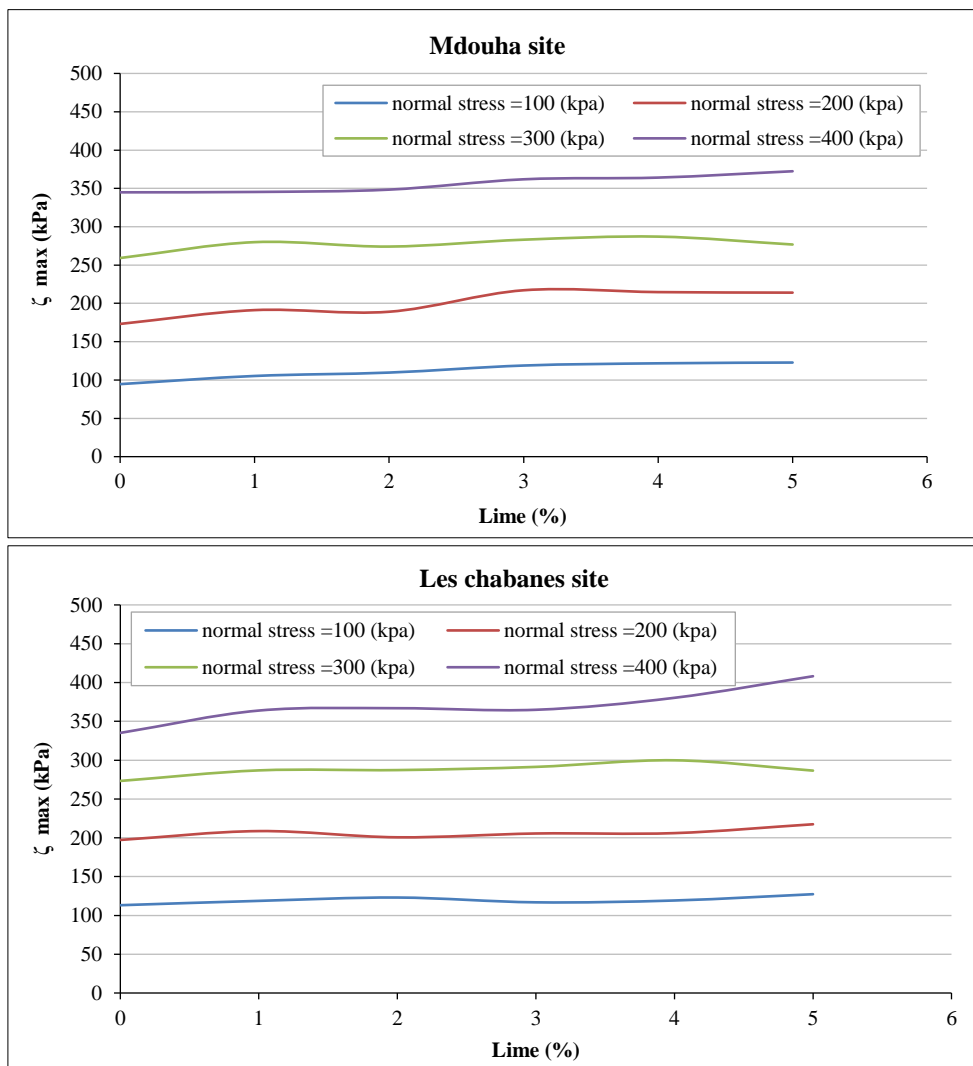 Mdouha site
500
450
400
350
300
250
200
150
100
50
0
ζ max (kPa)
normal stress =100 (kpa) normal stress =200 (kpa)
normal stress =300 (kpa) normal stress =400 (kpa)
0 1 2 3 4 5 6
Lime (%)
Les chabanes site
500
450
400
350
300
250
200
150
100
50
0
ζ max (kPa)
normal stress =100 (kpa) normal stress =200 (kpa)
normal stress =300 (kpa) normal stress =400 (kpa)
0 1 2 3 4 5 6
Lime (%)